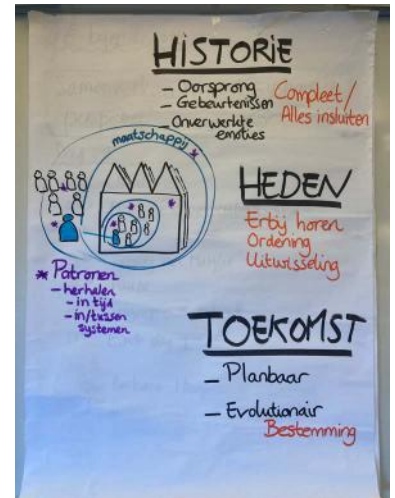 HISTORIE
- Oorsprong
- Gebeurtenissen
- Onverwerkte
emoties
Compleet/
Alles insluiten
maatschappij *
HEDEN
Erbij horen
Ordening
Uitwisseling
* Patronen
- herhalen
- in tijd
- in/tussen
systemen
TOEKOMST
- Planbaar
- Evolutionair
Bestemming